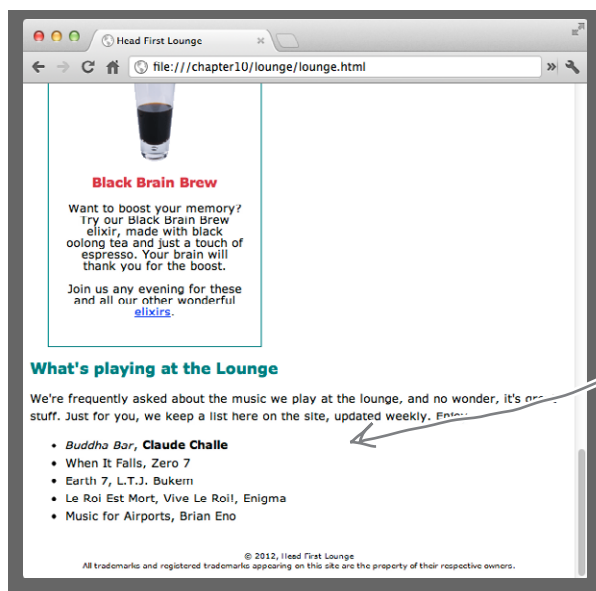 Head First Lounge
file:///chapter10/lounge/lounge.html
Black Brain Brew
Want to boost your memory?
Try our Black Brain Brew
elixir, made with black
oolong tea and just a touch of
espresso. Your brain will
thank you for the boost.
Join us any evening for these
and all our other wonderful
elixirs.
What's playing at the Lounge
We're frequently asked about the music we play at the lounge, and no wonder, it's
stuff. Just for you, we keep a list here on the site, updated weekly.
• Buddha Bar, Claude Challe
• When It Falls, Zero 7
• Earth 7, L.T.J. Bukem
• Le Roi Est Mort, Vive Le Roi!, Enigma
• Music for Airports, Brian Eno
© 2012, Head First Lounge
All trademarks and registered trademarks appearing on this site are the property of their respective owners.